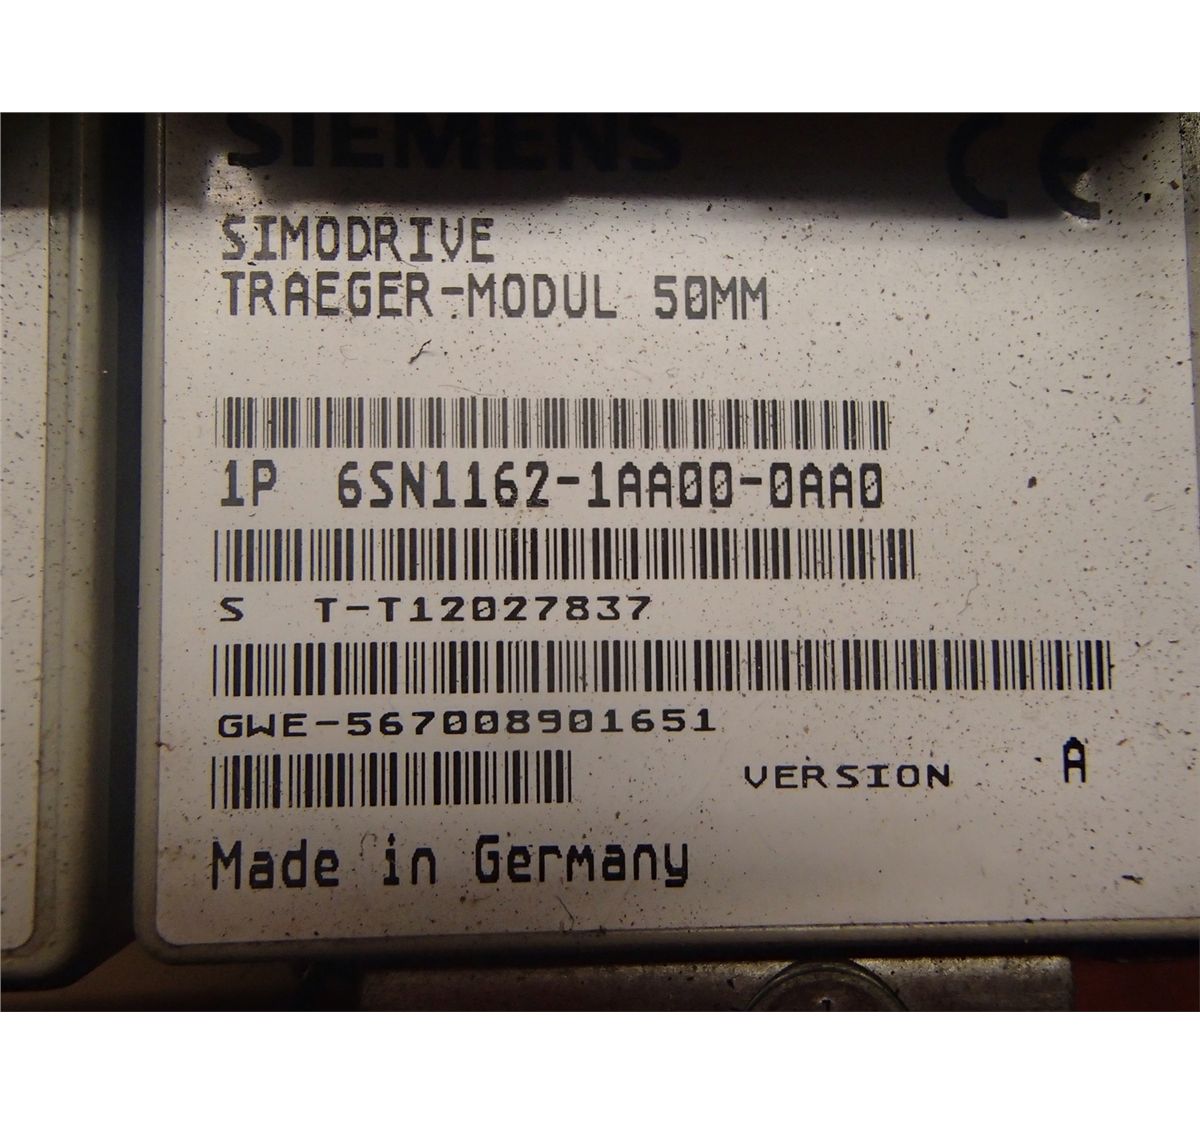 SIEMENS CE
SIMODRIVE
TRAEGER-MODUL 50MM
1P 6SN1162-1AA00-0AA0
S T-T12027837
GWE-567008901651
VERSION A
Made in Germany